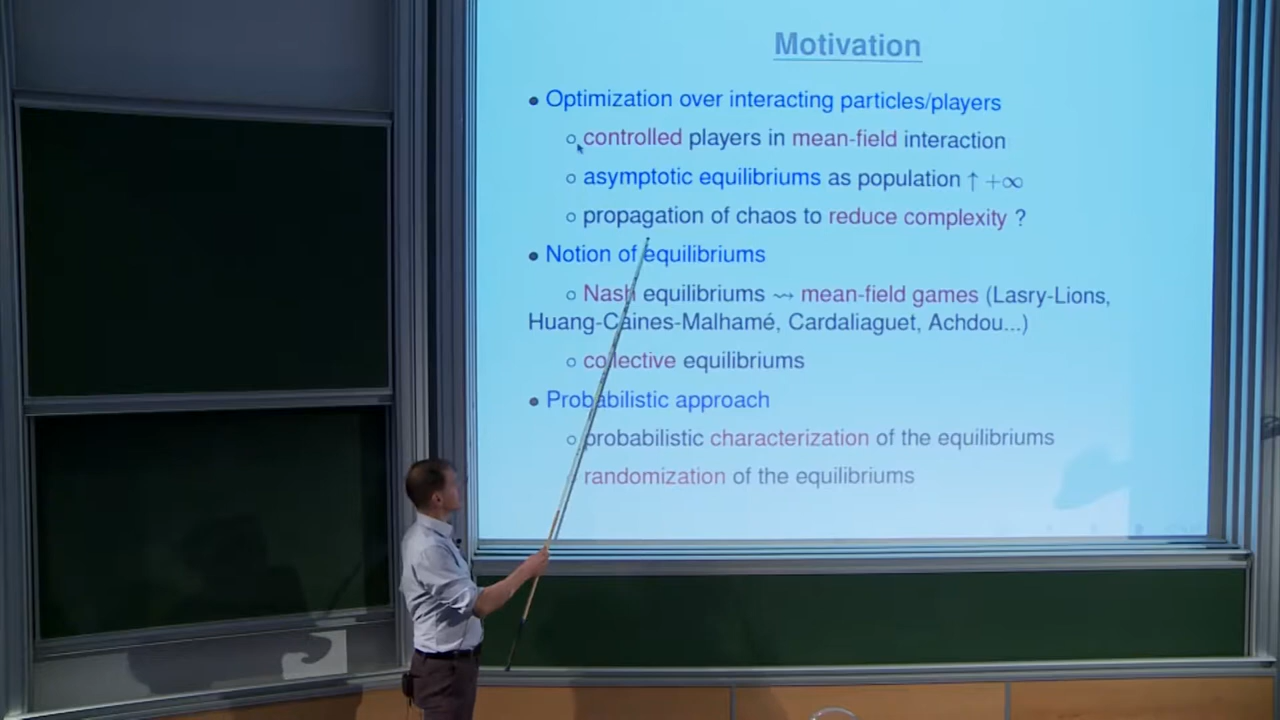 Motivation
• Optimization over interacting particles/players
○ controlled players in mean-field interaction
○ asymptotic equilibriums as population ↑ +∞
○ propagation of chaos to reduce complexity ?
• Notion of equilibriums
○ Nash equilibriums ⇝ mean-field games (Lasry-Lions,
Huang-Caines-Malhamé, Cardaliaguet, Achdou...)
○ collective equilibriums
• Probabilistic approach
○ probabilistic characterization of the equilibriums
○ randomization of the equilibriums